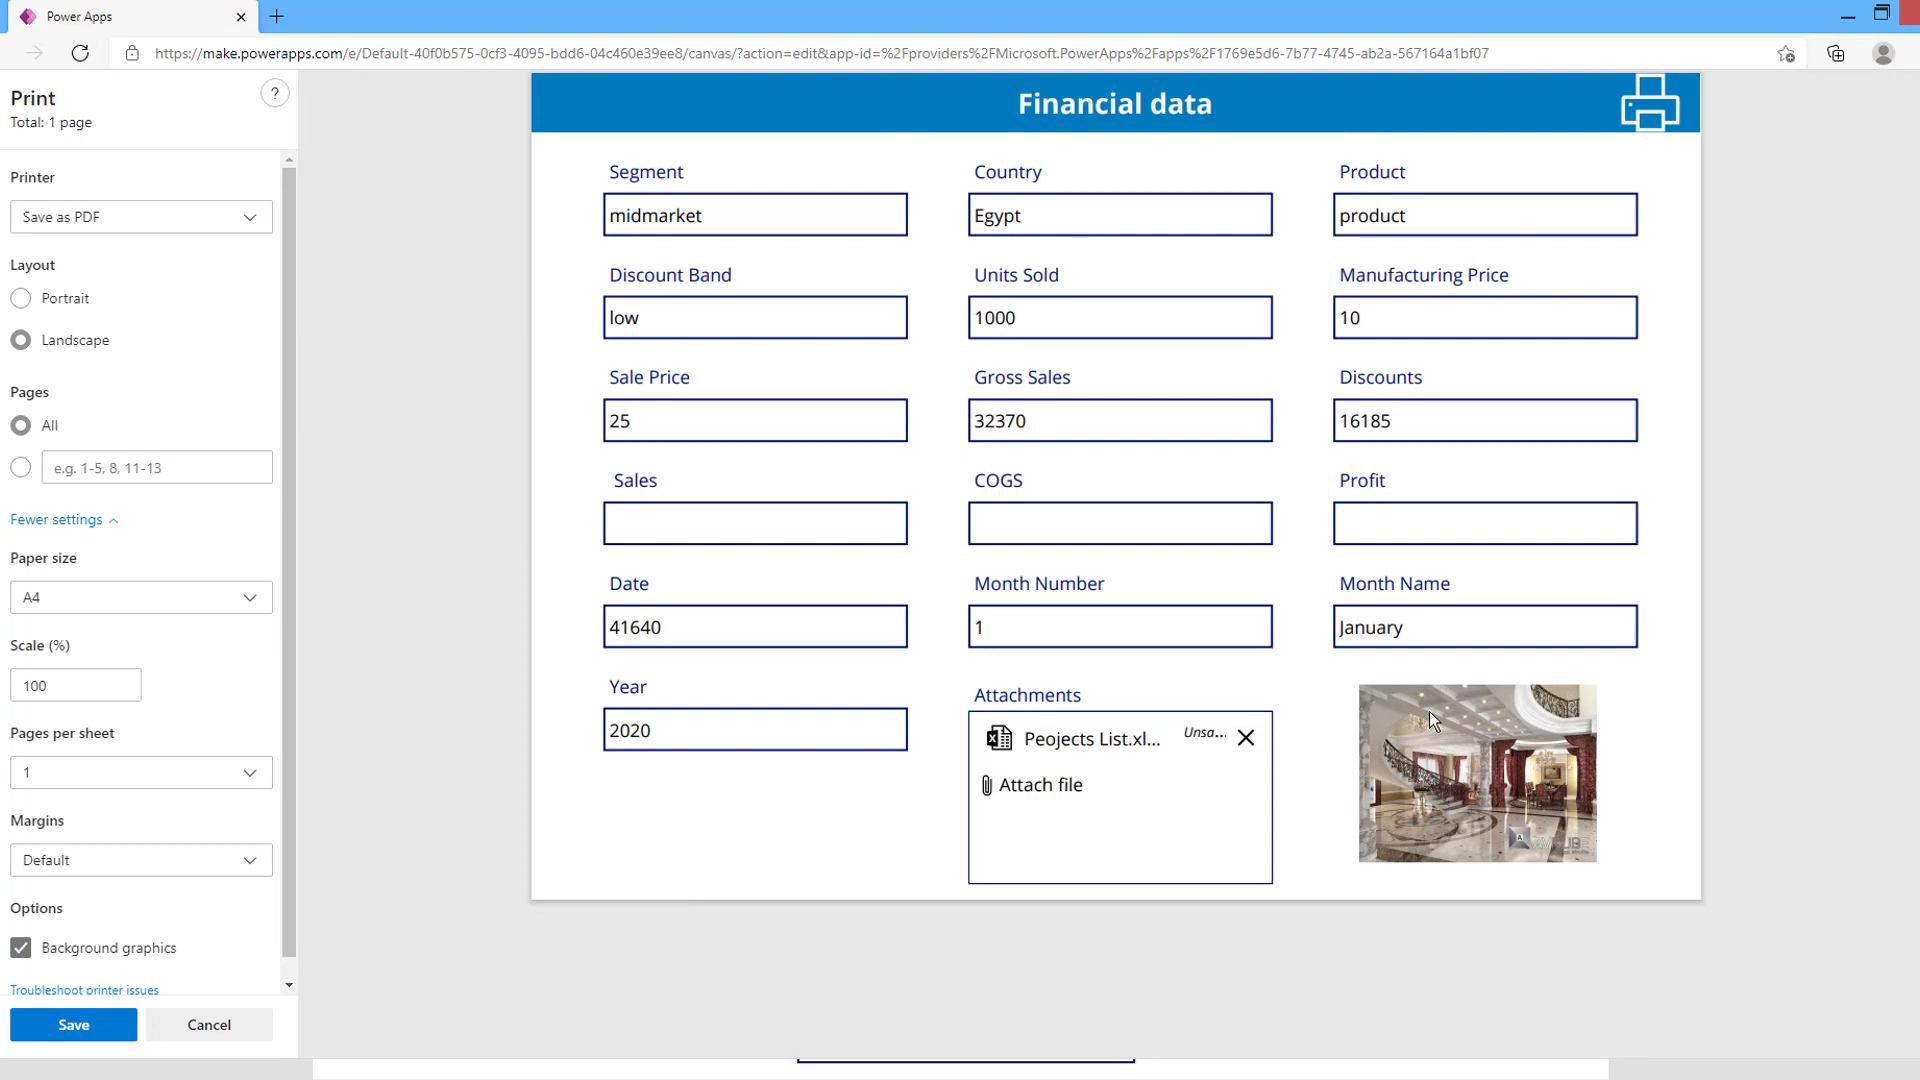 Power Apps
https://make.powerapps.com/e/Default-40f0b575-0cf3-4095-bdd6-04c460e39ee8/canvas/?action=edit&app-id=%2Fproviders%2FMicrosoft.PowerApps%2Fapps%2F1769e5d6-7b77-4745-ab2a-567164a1bf07
Print
?
Total: 1 page
Printer
Save as PDF
Layout
Portrait
Landscape
Pages
All
e.g. 1-5, 8, 11-13
Fewer settings
Paper size
A4
Scale (%)
100
Pages per sheet
1
Margins
Default
Options
Background graphics
Troubleshoot printer issues
Save Cancel
Financial data
Segment Country Product
midmarket Egypt product
Discount Band Units Sold Manufacturing Price
low 1000 10
Sale Price Gross Sales Discounts
25 32370 16185
Sales COGS Profit
Date Month Number Month Name
41640 1 January
Year Attachments
2020
Peojects List.xl... Unsa...
Attach file